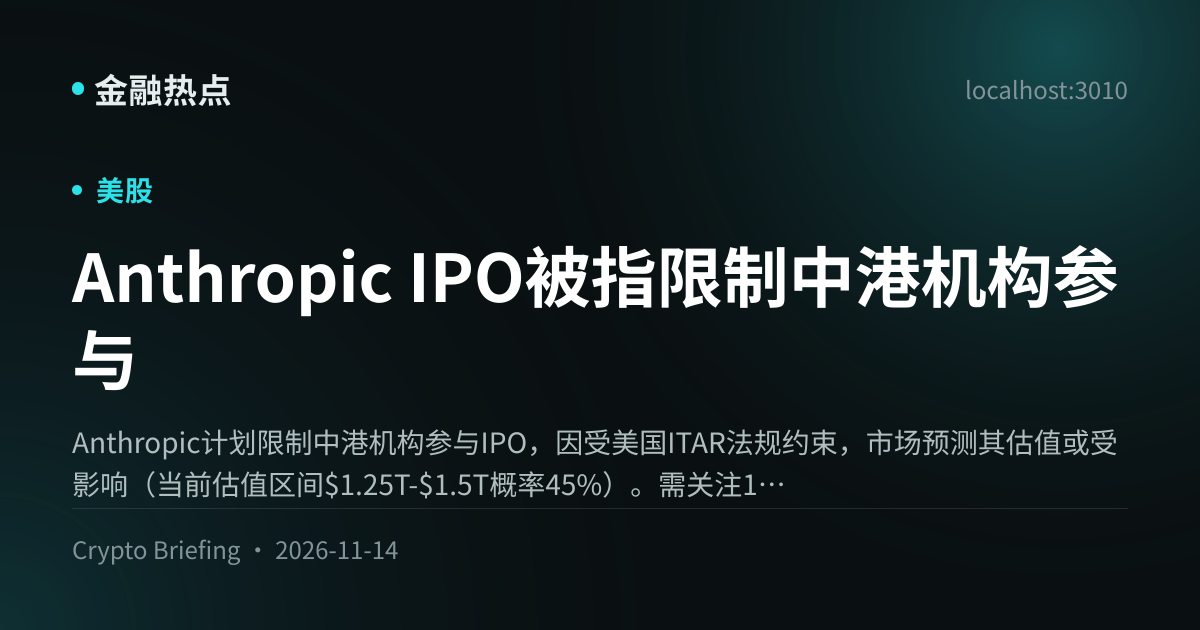 金融热点
localhost:3010
美股
Anthropic IPO被指限制中港机构参
与
Anthropic计划限制中港机构参与IPO，因受美国ITAR法规约束，市场预测其估值或受
影响（当前估值区间$1.25T-$1.5T概率45%）。需关注1…
Crypto Briefing · 2026-11-14